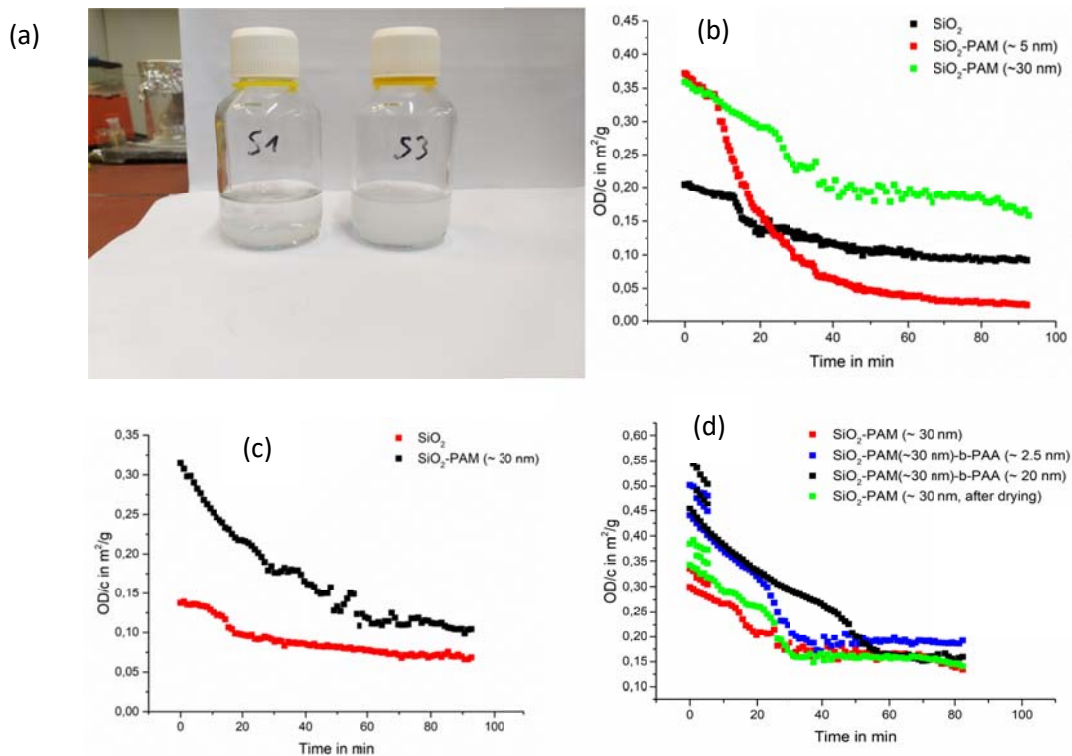 (a)
S1
S3
(b)
SiO₂
SiO₂-PAM (~ 5 nm)
SiO₂-PAM (~30 nm)
OD/c in m²/g
0,45
0,40
0,35
0,30
0,25
0,20
0,15
0,10
0,05
0,00
0 20 40 60 80 100
Time in min
(c)
SiO₂
SiO₂-PAM (~ 30 nm)
OD/c in m²/g
0,35
0,30
0,25
0,20
0,15
0,10
0,05
0,00
0 20 40 60 80 100
Time in min
(d)
SiO₂-PAM (~ 30 nm)
SiO₂-PAM(~30 nm)-b-PAA (~ 2.5 nm)
SiO₂-PAM(~30 nm)-b-PAA (~ 20 nm)
SiO₂-PAM (~ 30 nm, after drying)
OD/c in m²/g
0,60
0,55
0,50
0,45
0,40
0,35
0,30
0,25
0,20
0,15
0,10
0 20 40 60 80 100
Time in min